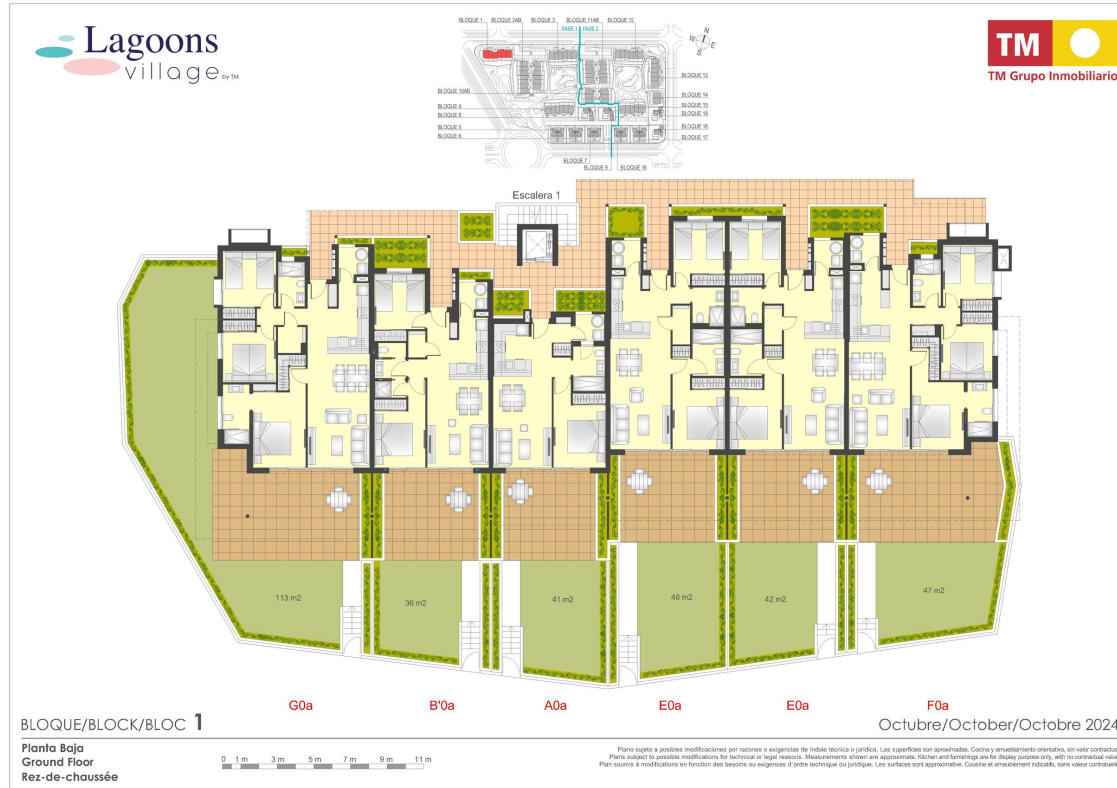 Lagoons
village by TM
BLOQUE 1
BLOQUE 2AB
BLOQUE 3
BLOQUE 11AB
BLOQUE 12
FASE 1
FASE 2
N
W
E
S
TM
TM Grupo Inmobiliario
BLOQUE 13
BLOQUE 10AB
BLOQUE 14
BLOQUE 4
BLOQUE 15
BLOQUE 8
BLOQUE 19
BLOQUE 5
BLOQUE 18
BLOQUE 6
BLOQUE 17
BLOQUE 7
BLOQUE 9
BLOQUE 16
Escalera 1
113 m2
36 m2
41 m2
48 m2
42 m2
47 m2
G0a
B'0a
A0a
E0a
E0a
F0a
BLOQUE/BLOCK/BLOC 1
Octubre/October/Octobre 2024
Planta Baja
Ground Floor
Rez-de-chaussée
0 1 m 3 m 5 m 7 m 9 m 11 m
Plano sujeto a posibles modificaciones por razones o exigencias de índole técnica o jurídica. Las superficies son aproximadas. Cocina y amueblamiento orientativo, sin valor contractual
Plans subject to possible modifications for technical or legal reasons. Measurements shown are approximate. Kitchen and furnishings are for display purpose only, with no contractual value
Plan soumis à modifications en fonction des besoins ou exigences d'ordre technique ou juridique. Les surfaces sont approximative. Cousine et ameublement indicatifs, sans valeur contratuelle